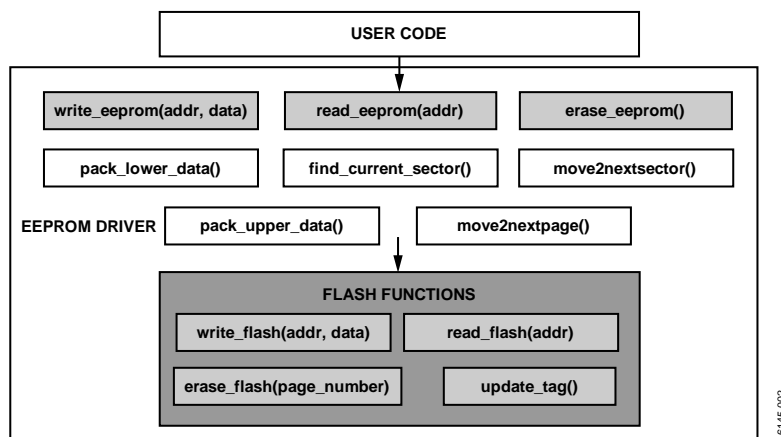 USER CODE
write_eeprom(addr, data)
read_eeprom(addr)
erase_eeprom()
pack_lower_data()
find_current_sector()
move2nextsector()
EEPROM DRIVER
pack_upper_data()
move2nextpage()
FLASH FUNCTIONS
write_flash(addr, data)
read_flash(addr)
erase_flash(page_number)
update_tag()